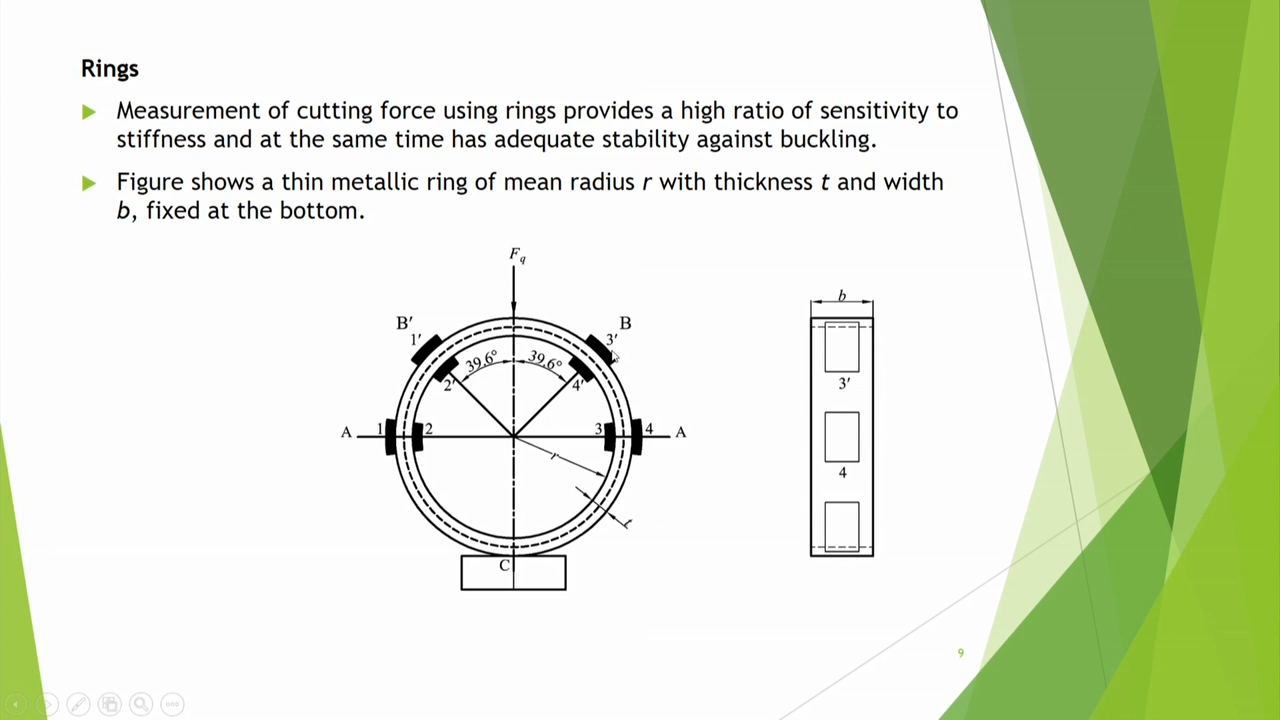 Rings
Measurement of cutting force using rings provides a high ratio of sensitivity to
stiffness and at the same time has adequate stability against buckling.
Figure shows a thin metallic ring of mean radius r with thickness t and width
b, fixed at the bottom.
Fq
b
B′
B
1′
3′
39.6°
39.6°
2′
4′
3′
A
1
2
3
4
A
r
4
t
C
9